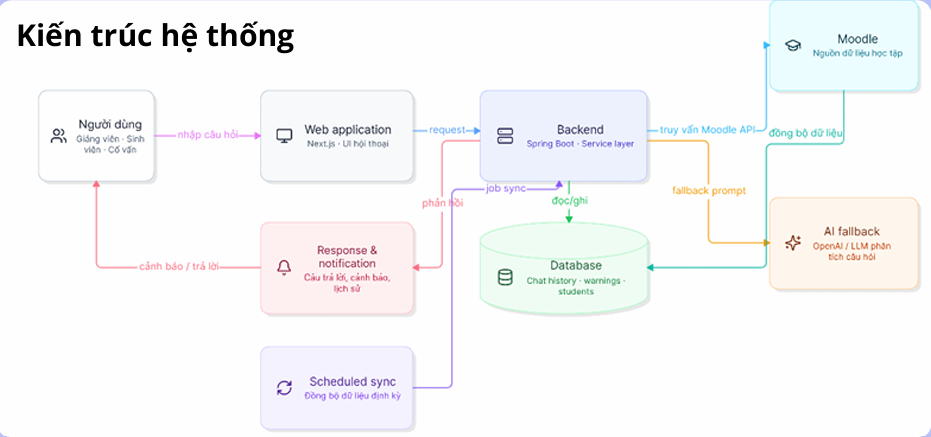 Kiến trúc hệ thống
Moodle
Nguồn dữ liệu học tập
Người dùng
Giảng viên · Sinh
viên · Cố vấn
nhập câu hỏi
Web application
Next.js · UI hội thoại
request
Backend
Spring Boot · Service layer
truy vấn Moodle API
đồng bộ dữ liệu
phản hồi
job sync
đọc/ghi
fallback prompt
Response &
notification
Câu trả lời, cảnh báo,
lịch sử
cảnh báo / trả lời
Database
Chat history · warnings ·
students
AI fallback
OpenAI / LLM phân
tích câu hỏi
Scheduled sync
Đồng bộ dữ liệu định kỳ